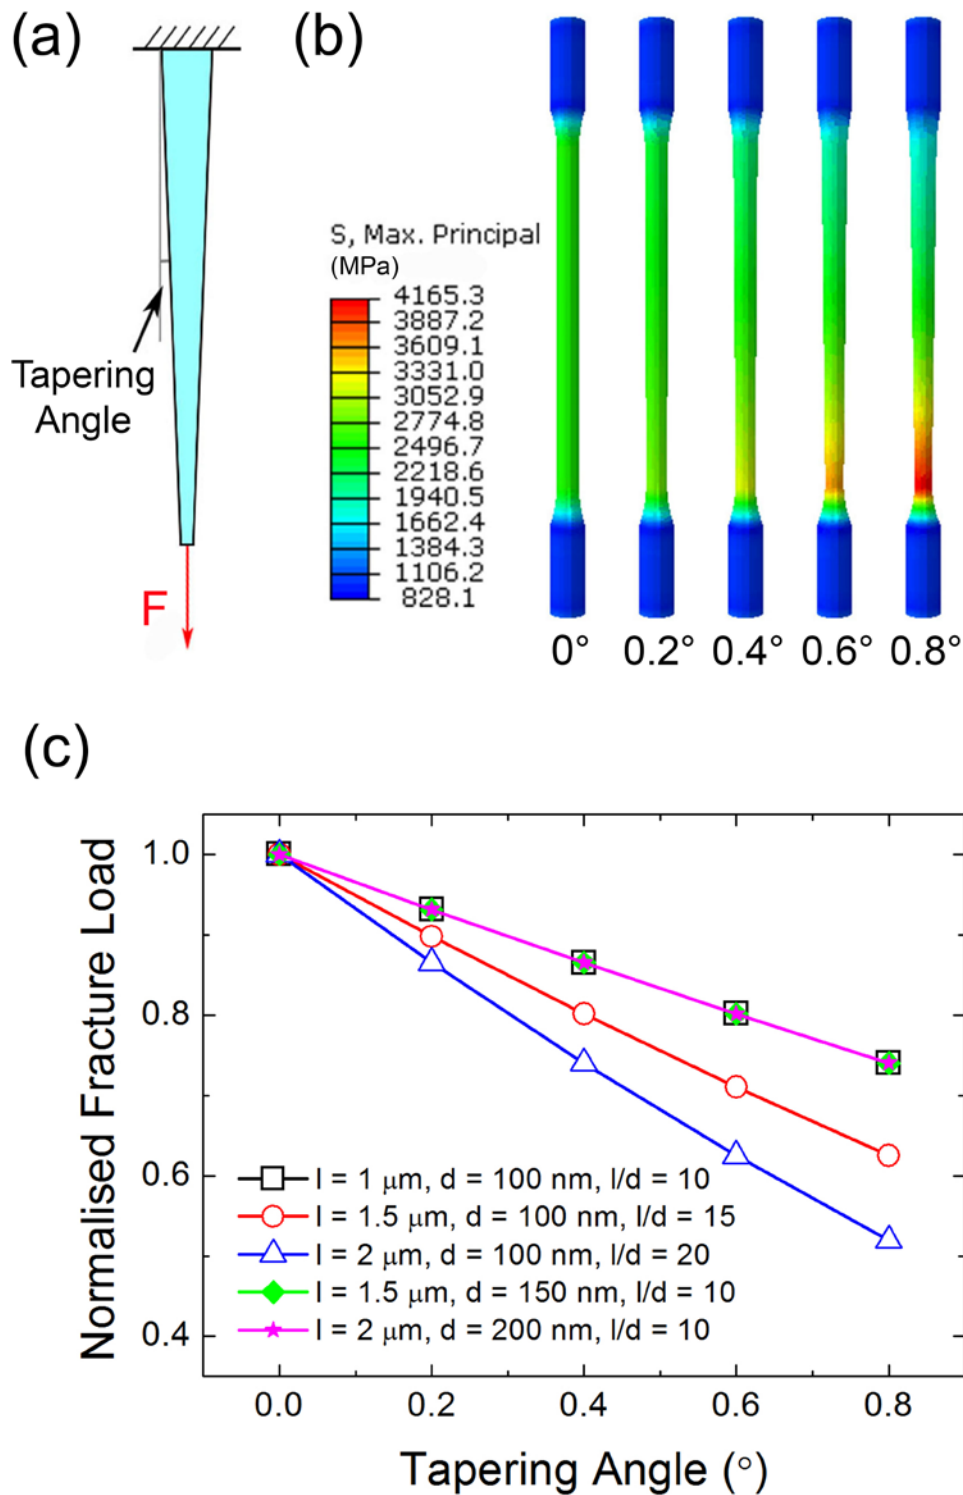 (a)
(b)
S, Max. Principal
(MPa)
4165.3
3887.2
3609.1
3331.0
3052.9
2774.8
2496.7
2218.6
1940.5
1662.4
1384.3
1106.2
828.1
Tapering
Angle
F
0° 0.2° 0.4° 0.6° 0.8°
(c)
Normalised Fracture Load
1.0
0.8
0.6
0.4
l = 1 μm, d = 100 nm, l/d = 10
l = 1.5 μm, d = 100 nm, l/d = 15
l = 2 μm, d = 100 nm, l/d = 20
l = 1.5 μm, d = 150 nm, l/d = 10
l = 2 μm, d = 200 nm, l/d = 10
0.0 0.2 0.4 0.6 0.8
Tapering Angle (°)